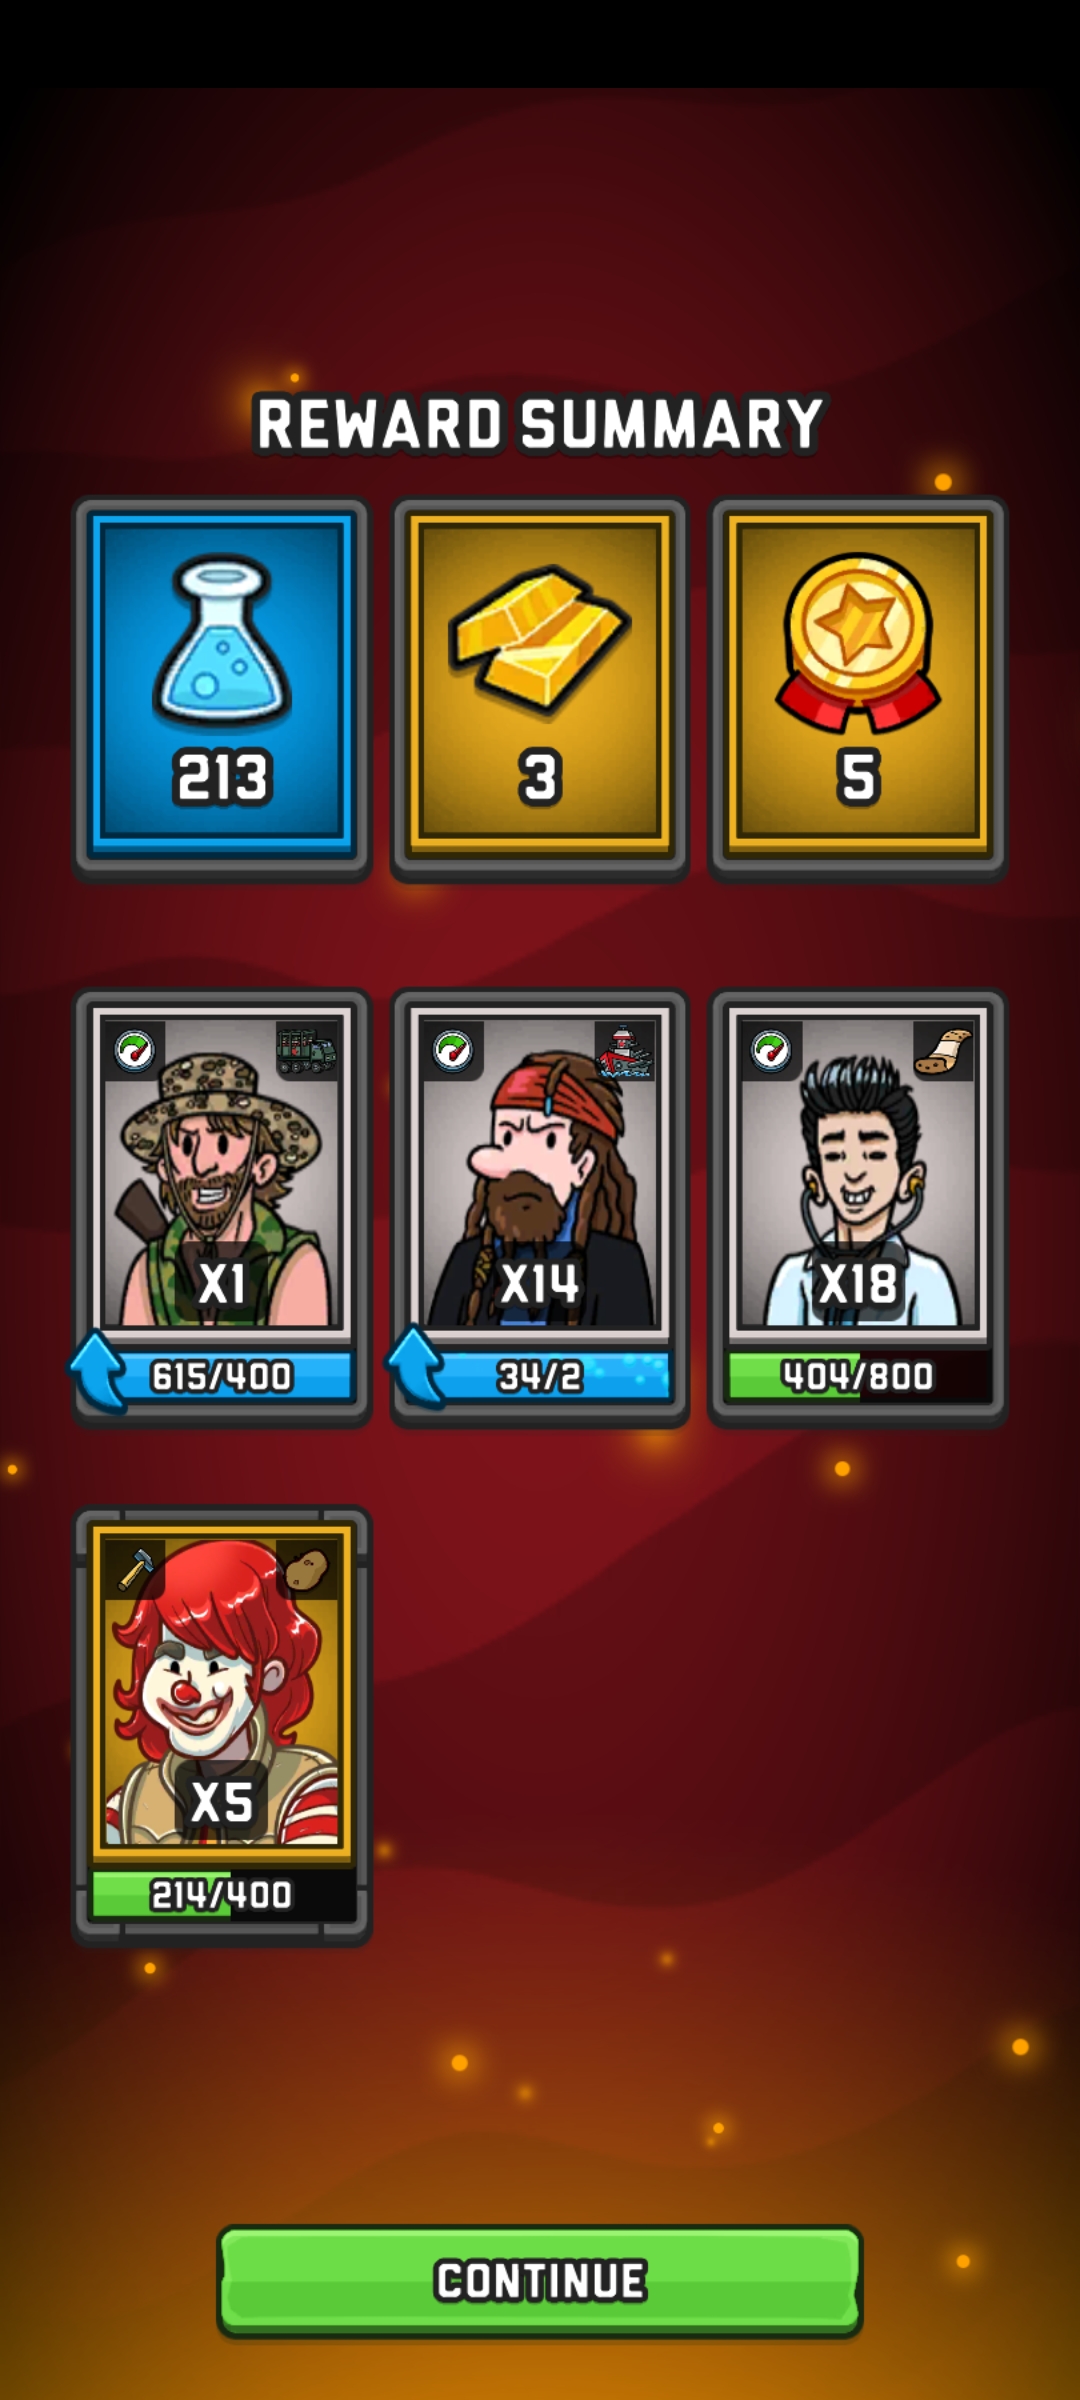 REWARD SUMMARY
213
3
5
X1
X14
X18
615/400
34/2
404/800
X5
214/400
CONTINUE